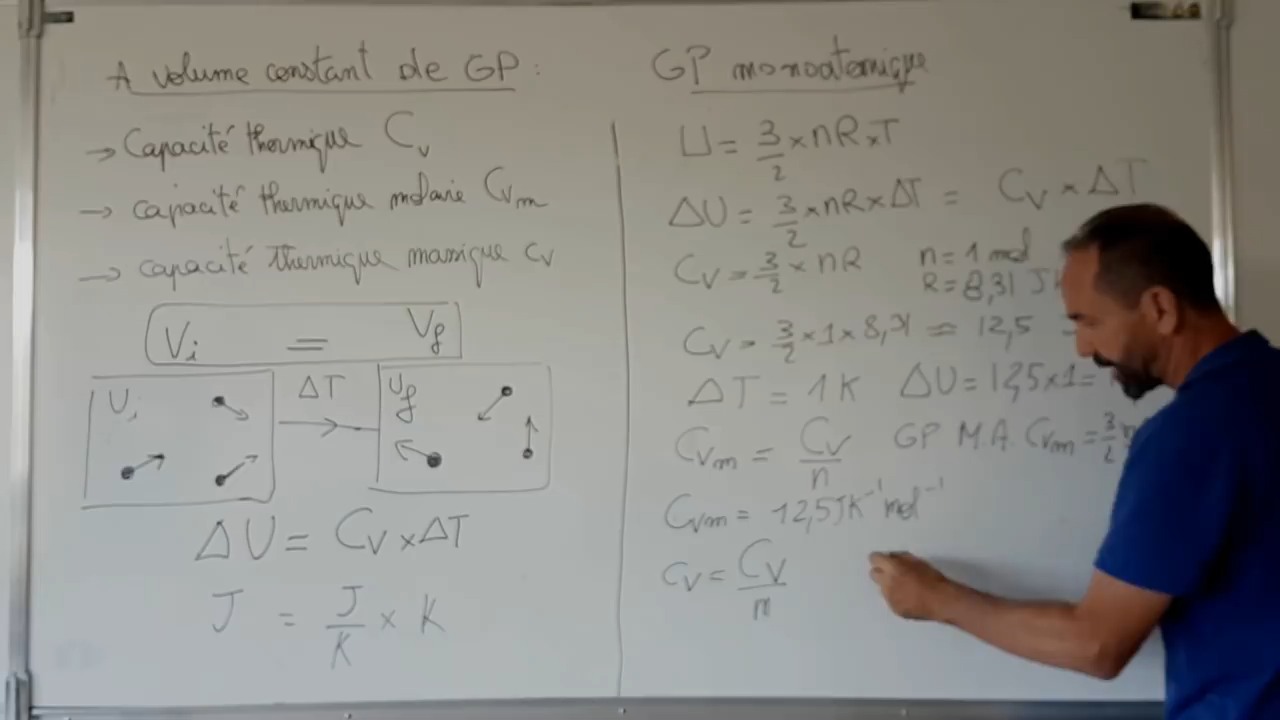 A volume constant de GP :
→ Capacité thermique Cv
→ capacité thermique molaire Cvm
→ capacité thermique massique cv
Vi = Vf
Ui ΔT Uf
ΔU = Cv × ΔT
J = J/K × K
GP monoatomique
U = 3/2 × nR × T
ΔU = 3/2 × nR × ΔT = Cv × ΔT
Cv = 3/2 × nR n = 1 mol
R = 8,31 J
Cv = 3/2 × 1 × 8,31 = 12,5
ΔT = 1K ΔU = 12,5 × 1 =
Cvm = Cv/n GP M.A. Cvm = 3/2
Cvm = 12,5 JK⁻¹ mol⁻¹
cv = Cv/m